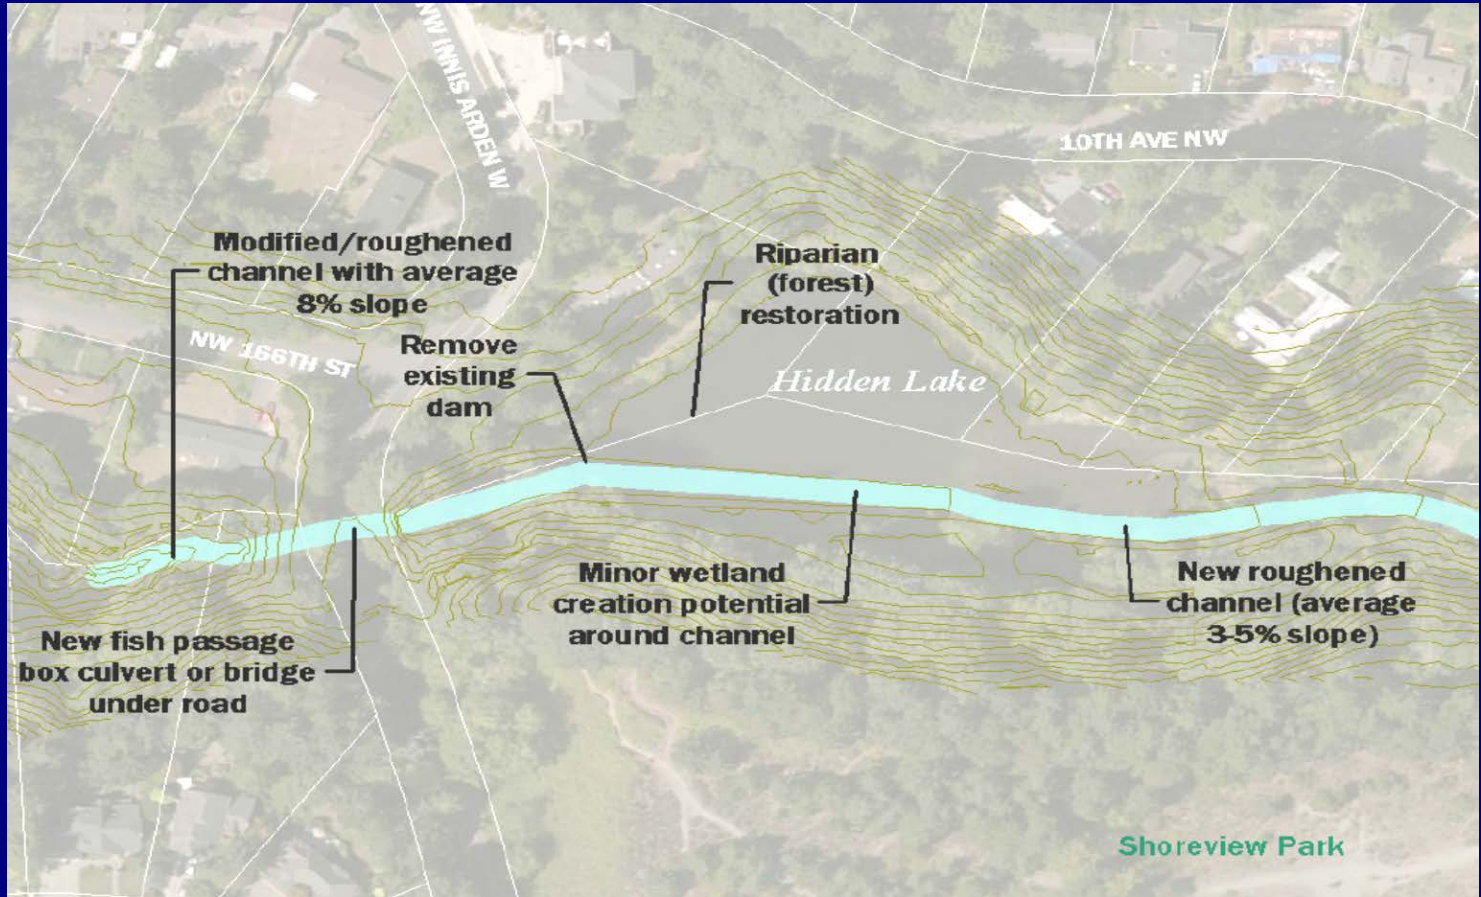 NW INNIS ARDEN W
10TH AVE NW
Modified/roughened
channel with average
8% slope
Riparian
(forest)
restoration
NW 166TH ST
Remove
existing
dam
Hidden Lake
Minor wetland
creation potential
around channel
New roughened
channel (average
3-5% slope)
New fish passage
box culvert or bridge
under road
Shoreview Park